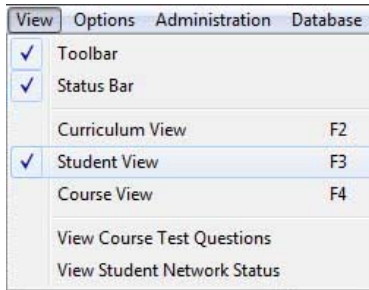 View Options Administration Database
Toolbar
Status Bar
Curriculum View F2
Student View F3
Course View F4
View Course Test Questions
View Student Network Status